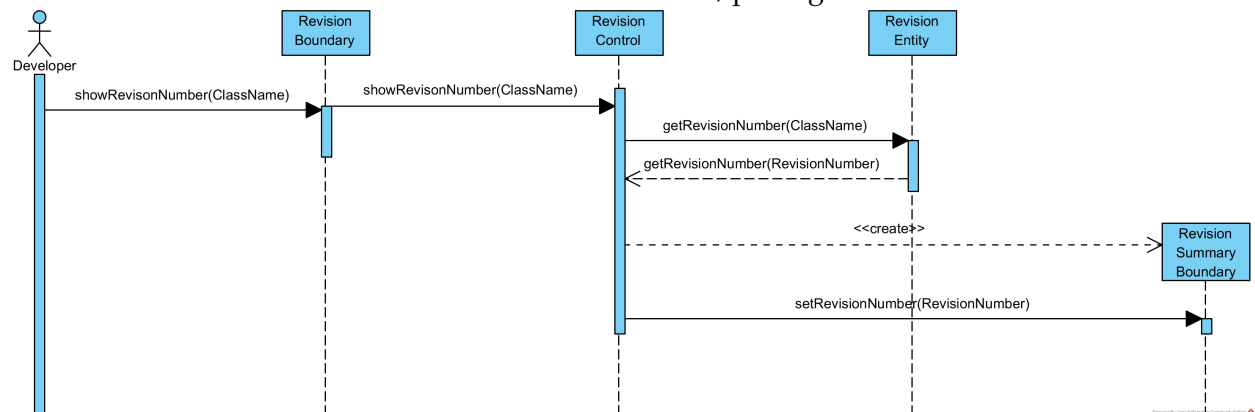 Revision
Boundary
Revision
Control
Revision
Entity
Developer
showRevisonNumber(ClassName)
showRevisonNumber(ClassName)
getRevisionNumber(ClassName)
getRevisionNumber(RevisionNumber)
<<create>>
Revision
Summary
Boundary
setRevisionNumber(RevisionNumber)